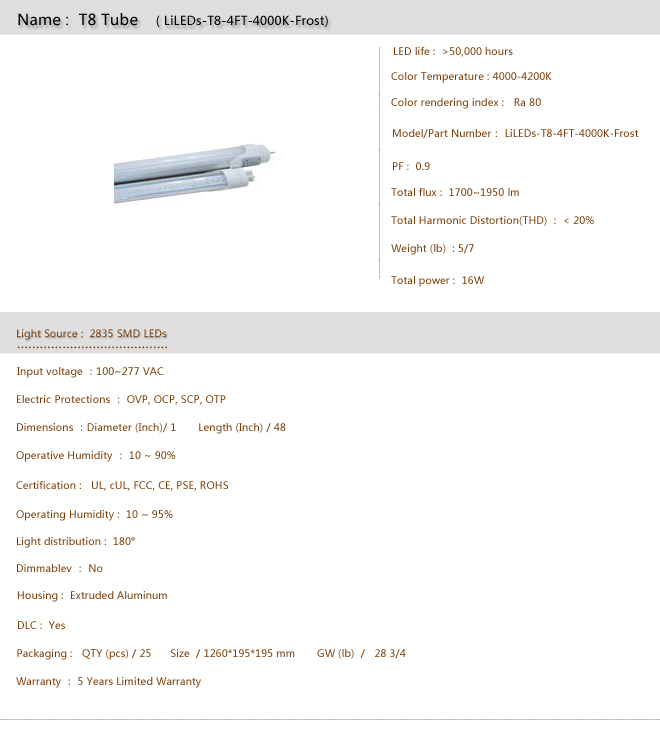 Name : T8 Tube ( LiLEDs-T8-4FT-4000K-Frost)
LED life : >50,000 hours
Color Temperature : 4000-4200K
Color rendering index : Ra 80
Model/Part Number : LiLEDs-T8-4FT-4000K-Frost
PF : 0.9
Total flux : 1700~1950 lm
Total Harmonic Distortion(THD) : < 20%
Weight (lb) : 5/7
Total power : 16W
Light Source : 2835 SMD LEDs
Input voltage : 100~277 VAC
Electric Protections : OVP, OCP, SCP, OTP
Dimensions : Diameter (Inch)/ 1 Length (Inch) / 48
Operative Humidity : 10 ~ 90%
Certification : UL, cUL, FCC, CE, PSE, ROHS
Operating Humidity : 10 ~ 95%
Light distribution : 180°
Dimmablev : No
Housing : Extruded Aluminum
DLC : Yes
Packaging : QTY (pcs) / 25 Size / 1260*195*195 mm GW (lb) / 28 3/4
Warranty : 5 Years Limited Warranty